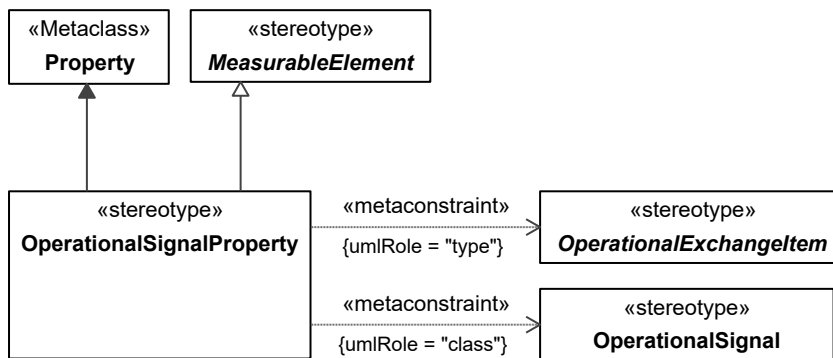 «Metaclass»
Property
«stereotype»
MeasurableElement
«stereotype»
OperationalSignalProperty
«metaconstraint»
{umlRole = "type"}
«stereotype»
OperationalExchangeItem
«metaconstraint»
{umlRole = "class"}
«stereotype»
OperationalSignal